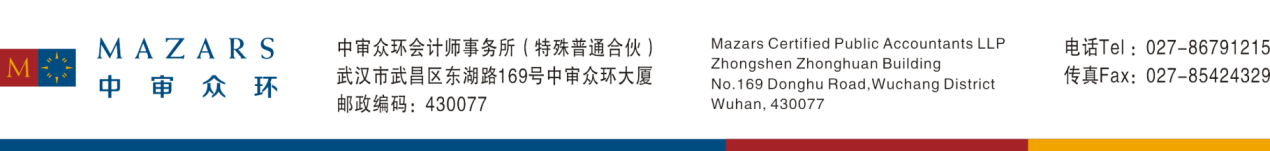 M
MAZARS
中审众环
中审众环会计师事务所（特殊普通合伙）
武汉市武昌区东湖路169号中审众环大厦
邮政编码：430077
Mazars Certified Public Accountants LLP
Zhongshen Zhonghuan Building
No.169 Donghu Road,Wuchang District
Wuhan, 430077
电话Tel：027-86791215
传真Fax：027-85424329